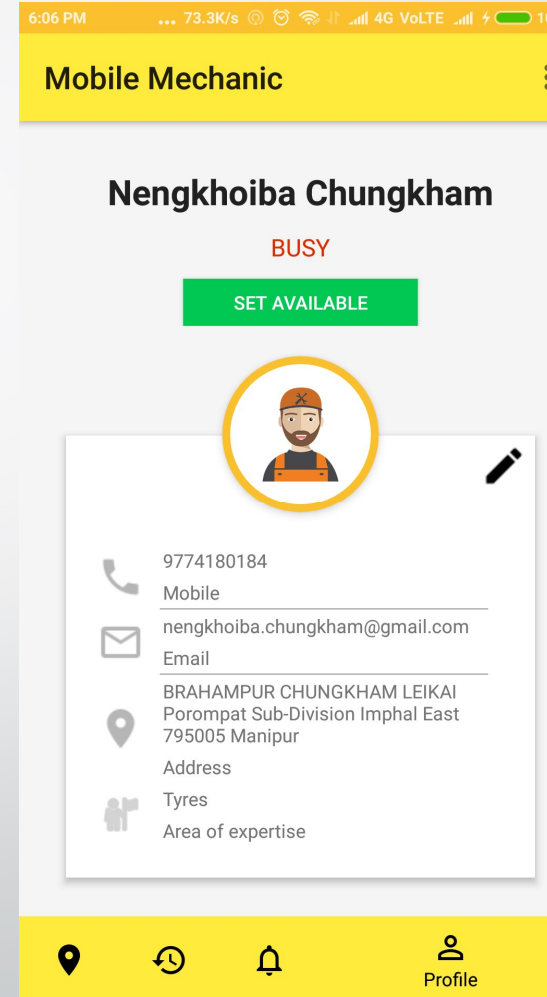 6:06 PM ... 73.3K/s 4G VoLTE 10
Mobile Mechanic
Nengkhoiba Chungkham
BUSY
SET AVAILABLE
9774180184
Mobile
nengkhoiba.chungkham@gmail.com
Email
BRAHAMPUR CHUNGKHAM LEIKAI
Porompat Sub-Division Imphal East
795005 Manipur
Address
Tyres
Area of expertise
Profile